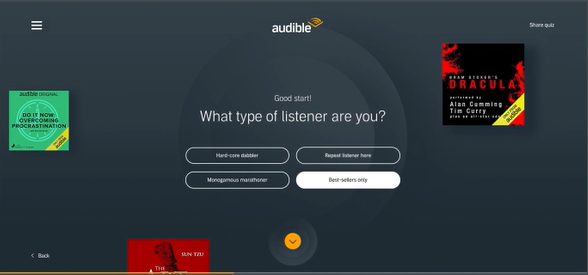 audible
Share quiz
Good start!
What type of listener are you?
Hard-core dabbler
Repeat listener here
Monogamous marathoner
Best-sellers only
audible ORIGINAL
DO IT NOW:
OVERCOMING
PROCRASTINATION
BRAM STOKER'S
DRACULA
performed by
Alan Cumming
Tim Curry
plus an all-star
SUN TZU
THE
Back